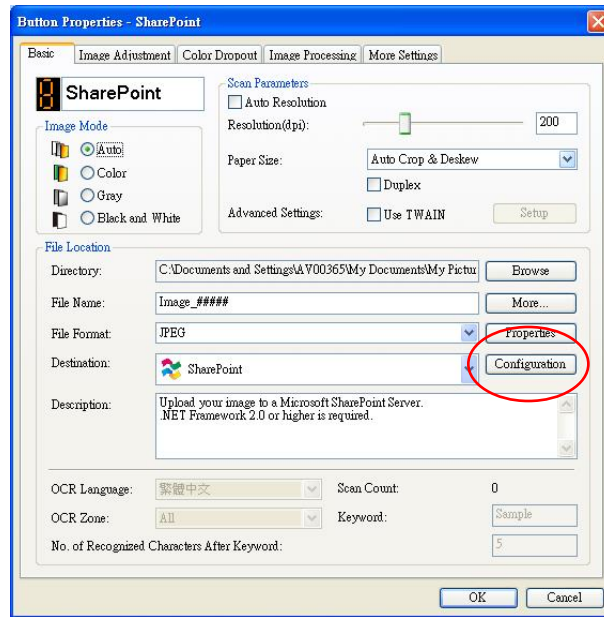 Button Properties - SharePoint
Basic Image Adjustment Color Dropout Image Processing More Settings
8 SharePoint
Scan Parameters
Auto Resolution
Resolution(dpi): 200
Paper Size: Auto Crop & Deskew
Duplex
Advanced Settings: Use TWAIN Setup
Image Mode
Auto
Color
Gray
Black and White
File Location
Directory: C:\Documents and Settings\AV00365\My Documents\My Pictur Browse
File Name: Image_##### More...
File Format: JPEG Properties
Destination: SharePoint Configuration
Description: Upload your image to a Microsoft SharePoint Server.
.NET Framework 2.0 or higher is required.
OCR Language: 繁體中文 Scan Count: 0
OCR Zone: All Keyword: Sample
No. of Recognized Characters After Keyword: 5
OK Cancel